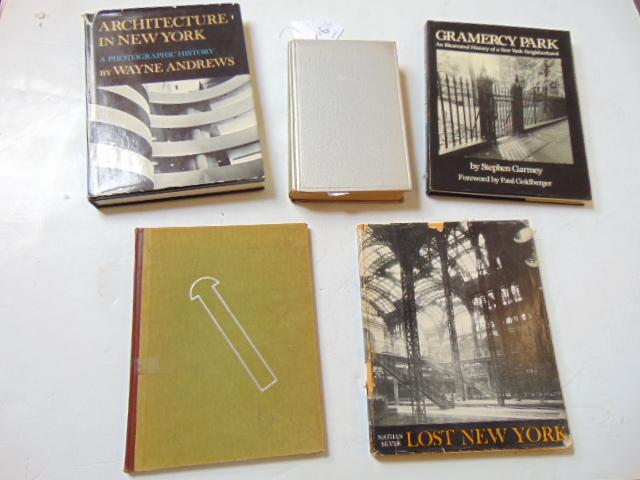 ARCHITECTURE
IN NEW YORK
A PHOTOGRAPHIC HISTORY
BY WAYNE ANDREWS
GRAMERCY PARK
An Illustrated History of a New York Neighborhood
by Stephen Garmey
Foreword by Paul Goldberger
NATHAN
SILVER
LOST NEW YORK